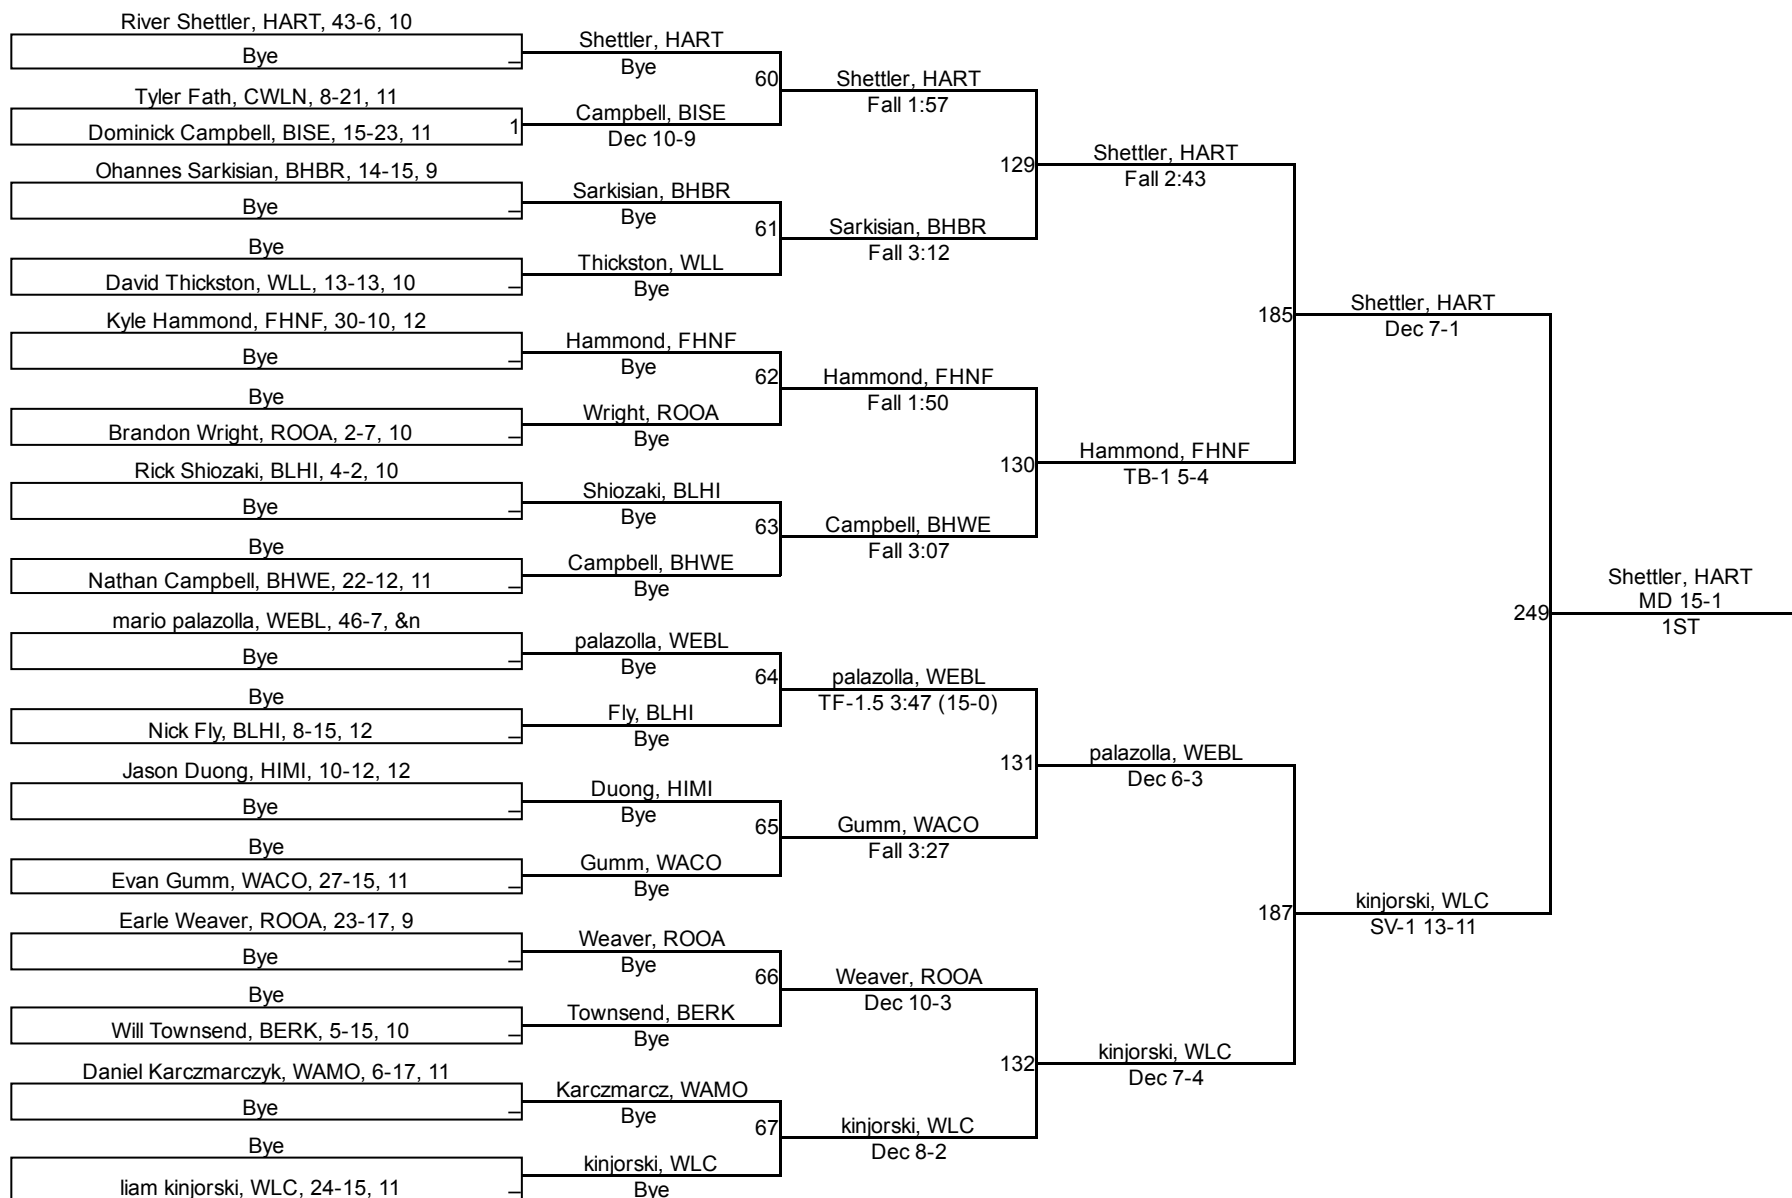 River Shettler, HART, 43-6, 10
Bye
_
Tyler Fath, CWLN, 8-21, 11
Dominick Campbell, BISE, 15-23, 11
1
Ohannes Sarkisian, BHBR, 14-15, 9
Bye
_
Bye
David Thickston, WLL, 13-13, 10
_
Kyle Hammond, FHNF, 30-10, 12
Bye
_
Bye
Brandon Wright, ROOA, 2-7, 10
_
Rick Shiozaki, BLHI, 4-2, 10
Bye
_
Bye
Nathan Campbell, BHWE, 22-12, 11
_
mario palazolla, WEBL, 46-7, &n
Bye
_
Bye
Nick Fly, BLHI, 8-15, 12
_
Jason Duong, HIMI, 10-12, 12
Bye
_
Bye
Evan Gumm, WACO, 27-15, 11
_
Earle Weaver, ROOA, 23-17, 9
Bye
_
Bye
Will Townsend, BERK, 5-15, 10
_
Daniel Karczmarczyk, WAMO, 6-17, 11
Bye
_
Bye
liam kinjorski, WLC, 24-15, 11
_
Shettler, HART
Bye
60
Campbell, BISE
Dec 10-9
Sarkisian, BHBR
Bye
61
Thickston, WLL
Bye
Hammond, FHNF
Bye
62
Wright, ROOA
Bye
Shiozaki, BLHI
Bye
63
Campbell, BHWE
Bye
palazolla, WEBL
Bye
64
Fly, BLHI
Bye
Duong, HIMI
Bye
65
Gumm, WACO
Bye
Weaver, ROOA
Bye
66
Townsend, BERK
Bye
Karczmarcz, WAMO
Bye
67
kinjorski, WLC
Bye
Shettler, HART
Fall 1:57
129
Sarkisian, BHBR
Fall 3:12
Hammond, FHNF
Fall 1:50
130
Campbell, BHWE
Fall 3:07
palazolla, WEBL
TF-1.5 3:47 (15-0)
131
Gumm, WACO
Fall 3:27
Weaver, ROOA
Dec 10-3
132
kinjorski, WLC
Dec 8-2
Shettler, HART
Fall 2:43
185
Hammond, FHNF
TB-1 5-4
palazolla, WEBL
Dec 6-3
187
kinjorski, WLC
Dec 7-4
Shettler, HART
Dec 7-1
249
kinjorski, WLC
SV-1 13-11
Shettler, HART
MD 15-1
1ST